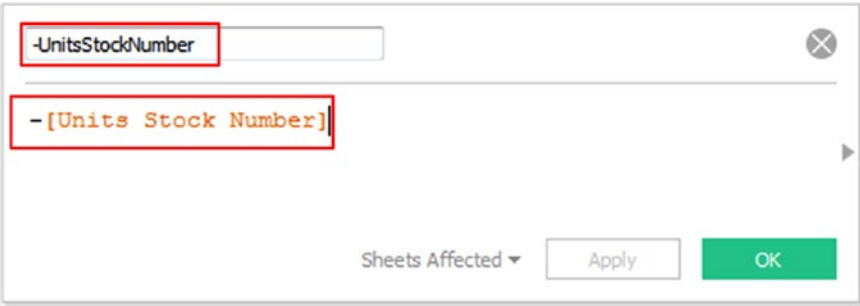 -UnitsStockNumber
-[Units Stock Number]
Sheets Affected
Apply
OK